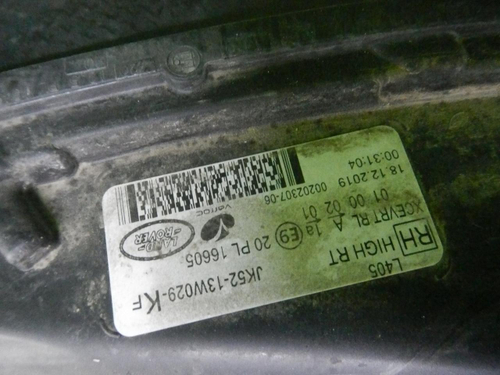 L405
RH HIGH RT
XCEVRT RL A 1a E9
01 00 02 01
18.12.2019
00:31:04
JK52-13W029-KF
20 PL 16605
LAND ROVER
varroc
00202307-06